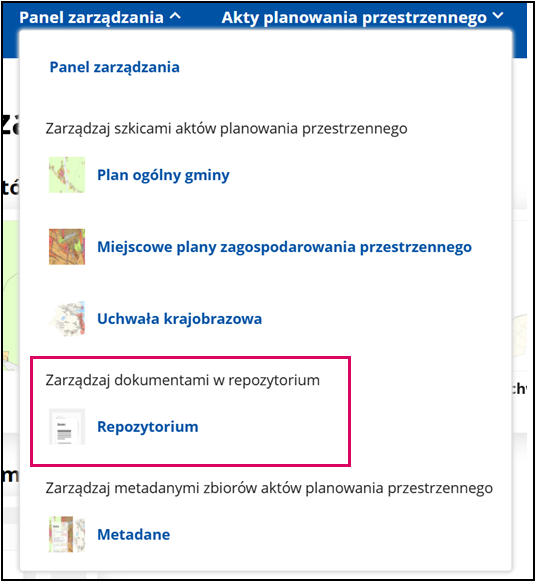 Panel zarządzania Akty planowania przestrzennego
Panel zarządzania
Zarządzaj szkicami aktów planowania przestrzennego
Plan ogólny gminy
Miejscowe plany zagospodarowania przestrzennego
Uchwała krajobrazowa
Zarządzaj dokumentami w repozytorium
Repozytorium
Zarządzaj metadanymi zbiorów aktów planowania przestrzennego
Metadane